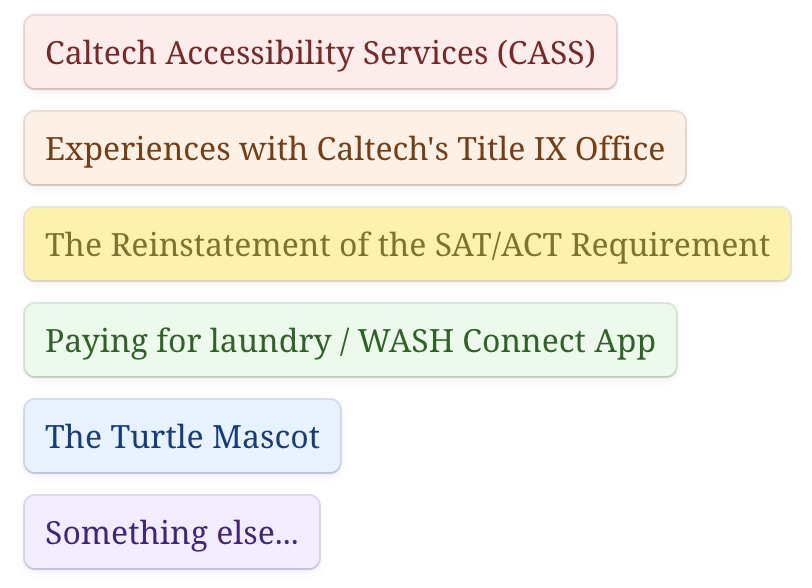 Caltech Accessibility Services (CASS)
Experiences with Caltech's Title IX Office
The Reinstatement of the SAT/ACT Requirement
Paying for laundry / WASH Connect App
The Turtle Mascot
Something else...